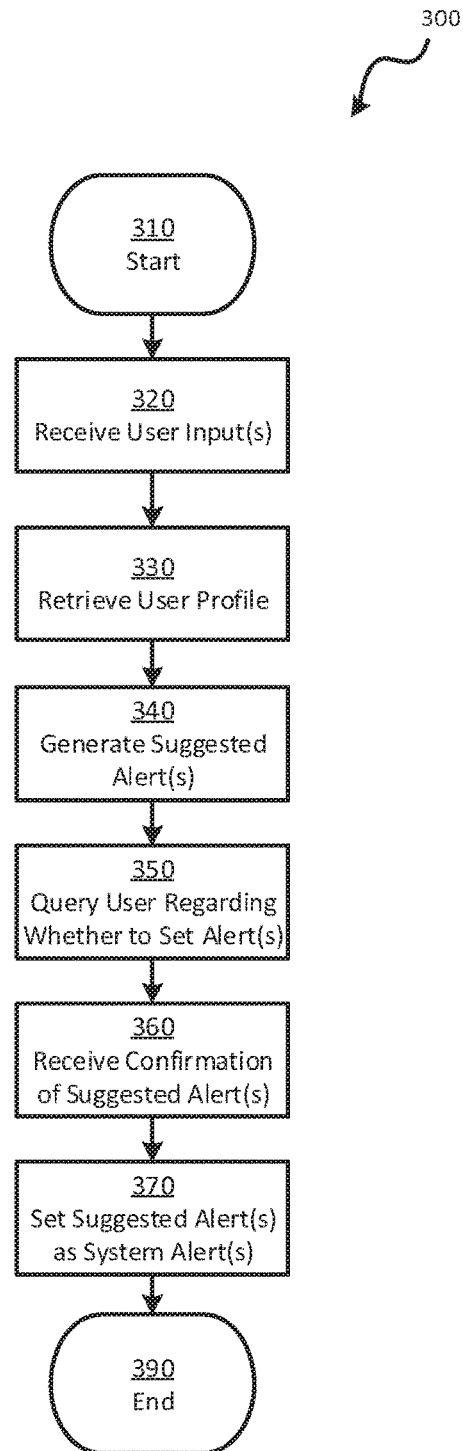 300
310
Start
320
Receive User Input(s)
330
Retrieve User Profile
340
Generate Suggested
Alert(s)
350
Query User Regarding
Whether to Set Alert(s)
360
Receive Confirmation
of Suggested Alert(s)
370
Set Suggested Alert(s)
as System Alert(s)
390
End